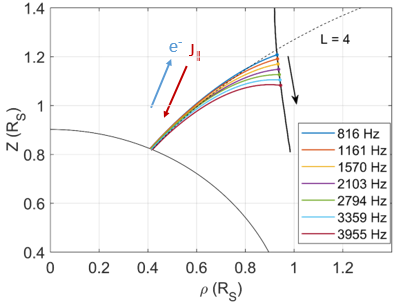 1.4
1.2
1
0.8
0.6
0.4
Z (R_S)
e⁻
J_||
L = 4
816 Hz
1161 Hz
1570 Hz
2103 Hz
2794 Hz
3359 Hz
3955 Hz
0 0.2 0.4 0.6 0.8 1 1.2
ρ (R_S)